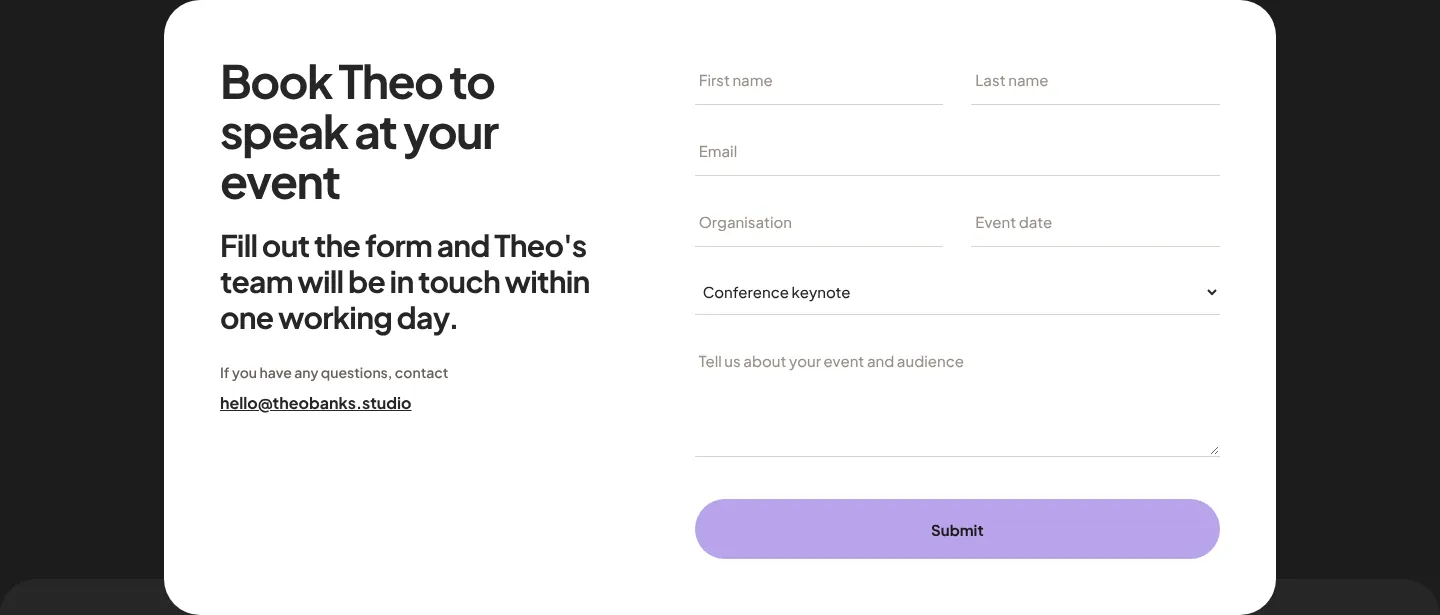 Book Theo to
speak at your
event
Fill out the form and Theo's
team will be in touch within
one working day.
If you have any questions, contact
hello@theobanks.studio
First name
Last name
Email
Organisation
Event date
Conference keynote
Tell us about your event and audience
Submit